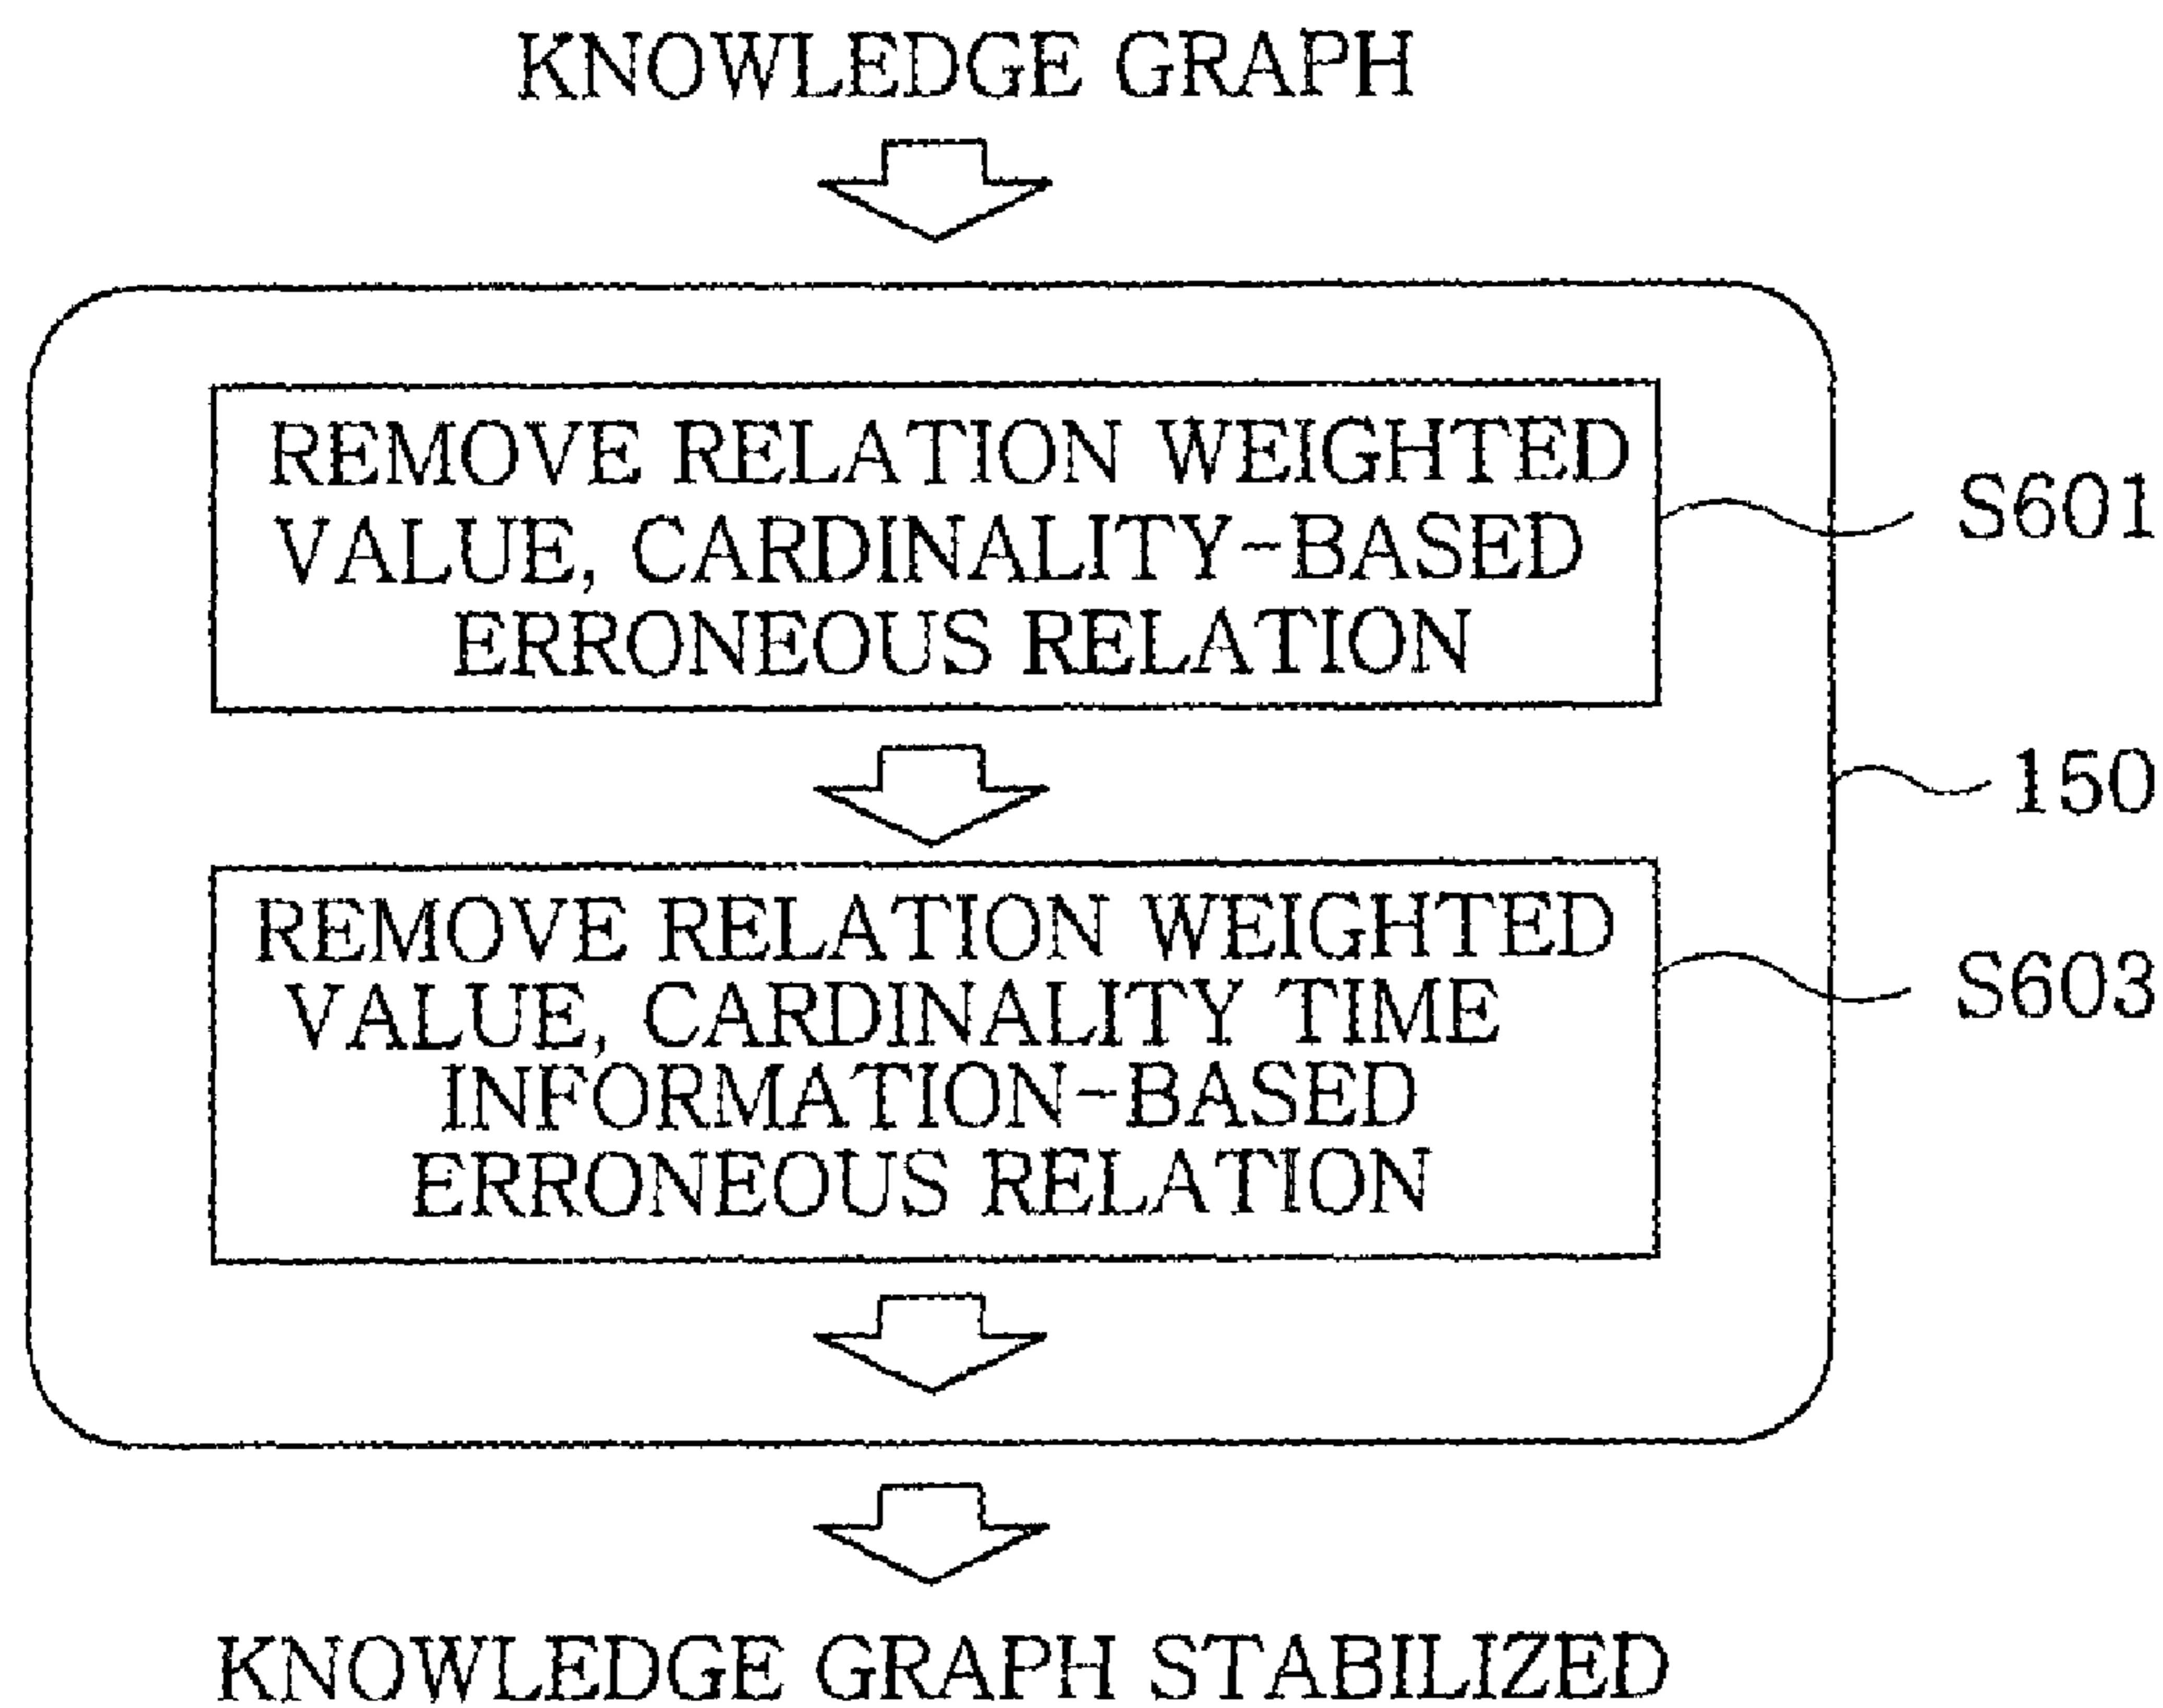 KNOWLEDGE GRAPH
REMOVE RELATION WEIGHTED
VALUE, CARDINALITY-BASED
ERRONEOUS RELATION
S601
150
REMOVE RELATION WEIGHTED
VALUE, CARDINALITY TIME
INFORMATION-BASED
ERRONEOUS RELATION
S603
KNOWLEDGE GRAPH STABILIZED